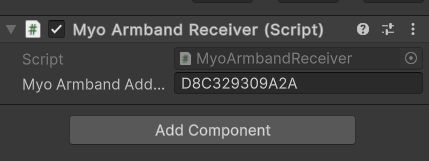 Myo Armband Receiver (Script)
Script MyoArmbandReceiver
Myo Armband Add... D8C329309A2A
Add Component